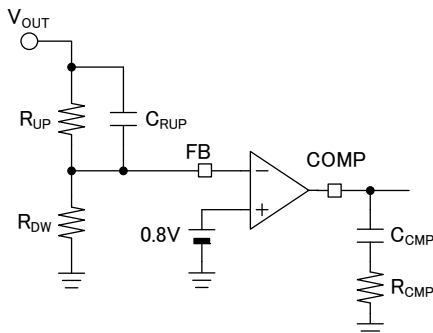 VOUT
RUP
CRUP
FB
COMP
−
+
RDW
0.8V
CCMP
RCMP